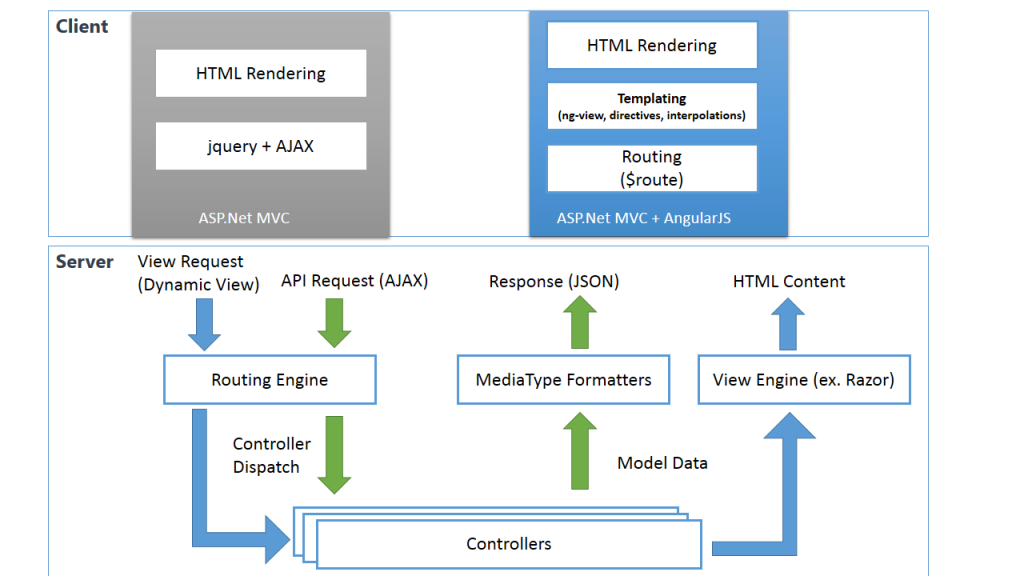 Client
HTML Rendering
jquery + AJAX
ASP.Net MVC
HTML Rendering
Templating
(ng-view, directives, interpolations)
Routing
($route)
ASP.Net MVC + AngularJS
Server
View Request
(Dynamic View)
API Request (AJAX)
Response (JSON)
HTML Content
Routing Engine
MediaType Formatters
View Engine (ex. Razor)
Controller
Dispatch
Model Data
Controllers